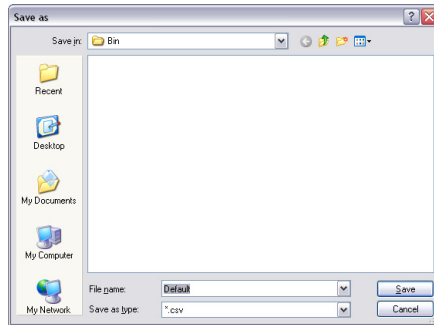 Save as
Save in: Bin
Recent
Desktop
My Documents
My Computer
My Network
File name: Default Save
Save as type: *.csv Cancel